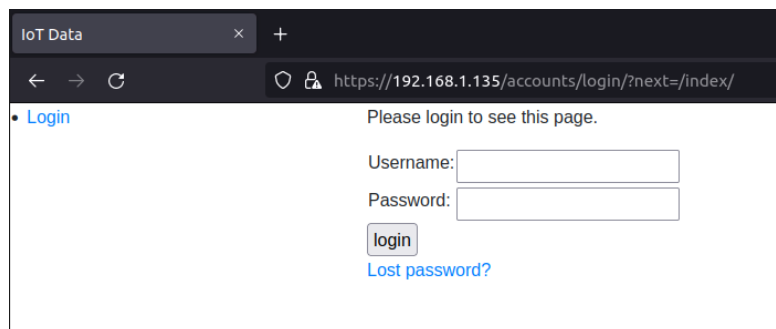 IoT Data
https://192.168.1.135/accounts/login/?next=/index/
Login
Please login to see this page.
Username:
Password:
login
Lost password?